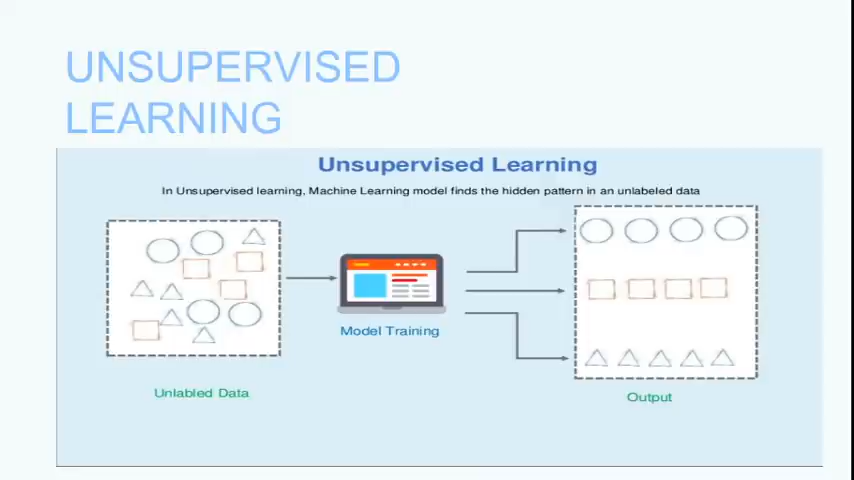 UNSUPERVISED
LEARNING
Unsupervised Learning
In Unsupervised learning, Machine Learning model finds the hidden pattern in an unlabeled data
Model Training
Unlabled Data
Output